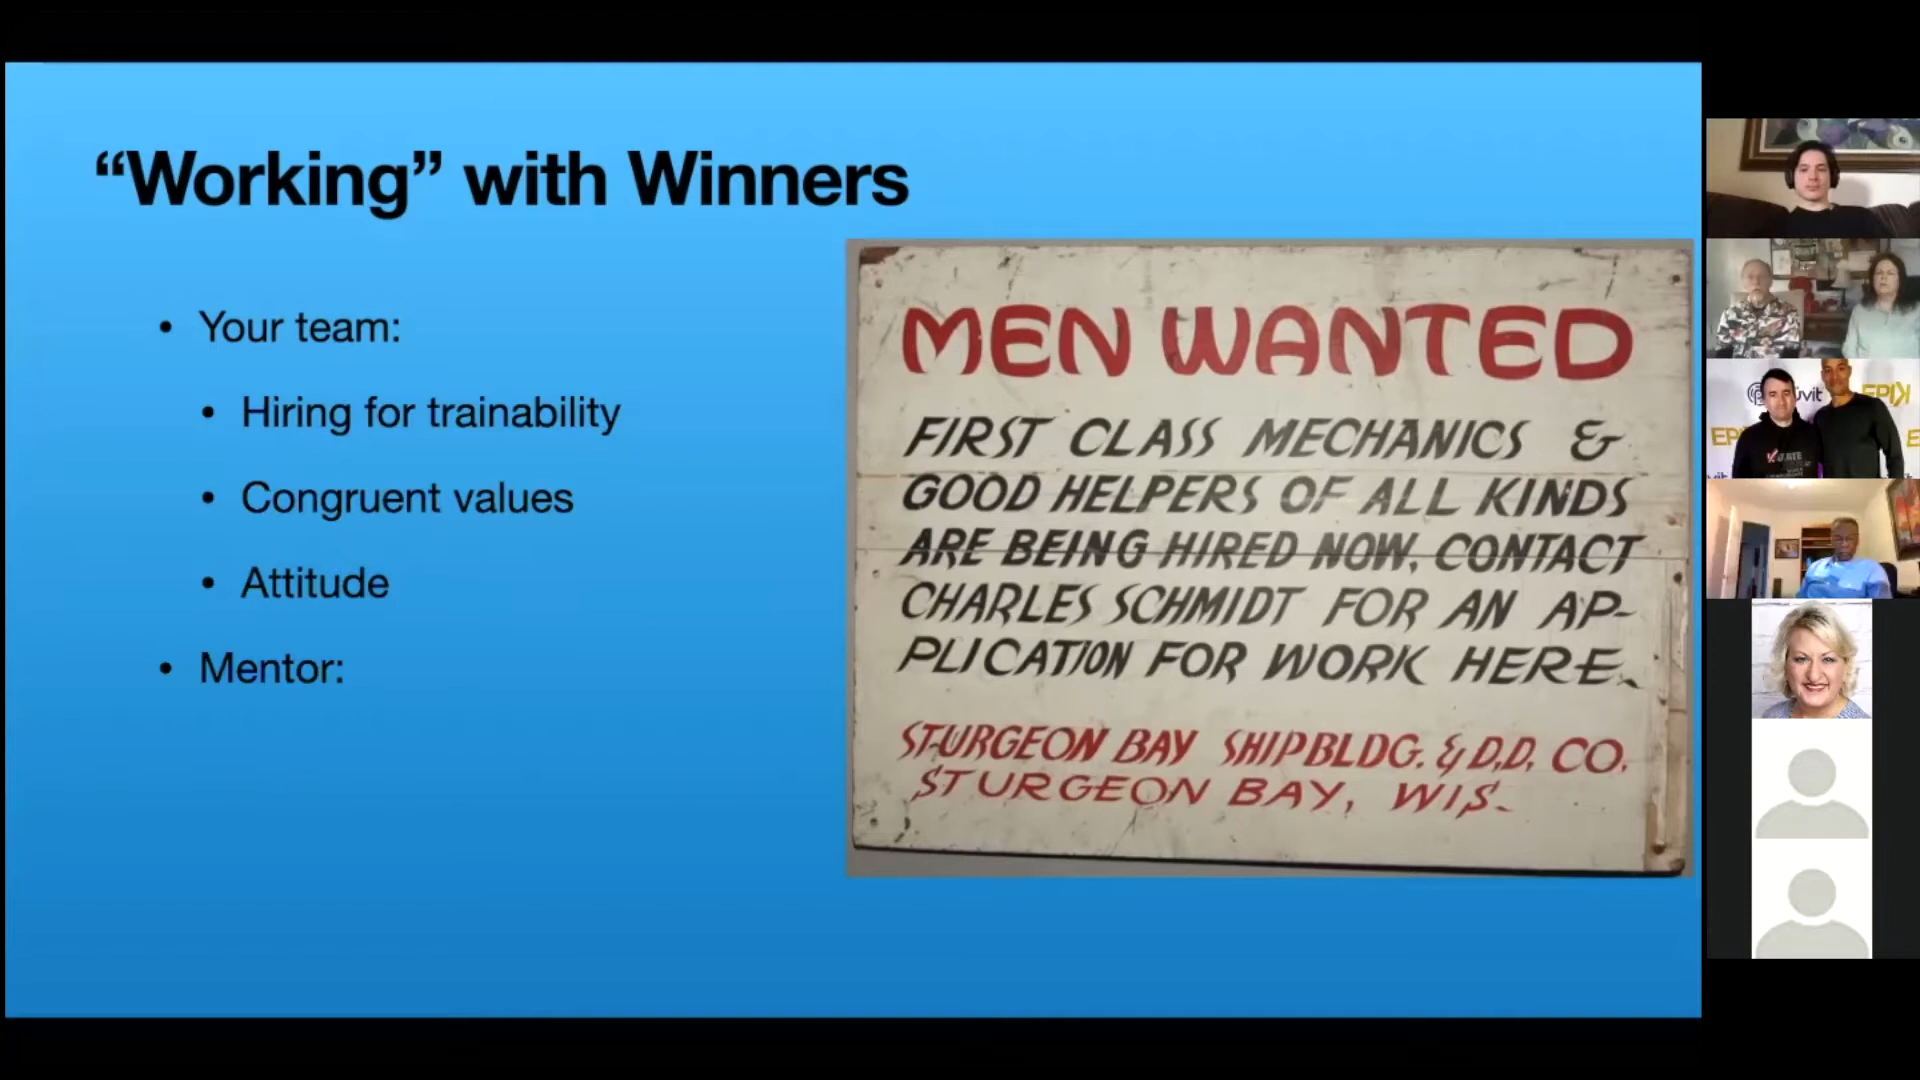 “Working” with Winners
• Your team:
• Hiring for trainability
• Congruent values
• Attitude
• Mentor:
MEN WANTED
FIRST CLASS MECHANICS &
GOOD HELPERS OF ALL KINDS
ARE BEING HIRED NOW, CONTACT
CHARLES SCHMIDT FOR AN AP-
PLICATION FOR WORK HERE.
STURGEON BAY SHIPBLDG. & D.D. CO.
STURGEON BAY, WIS.
EPIK